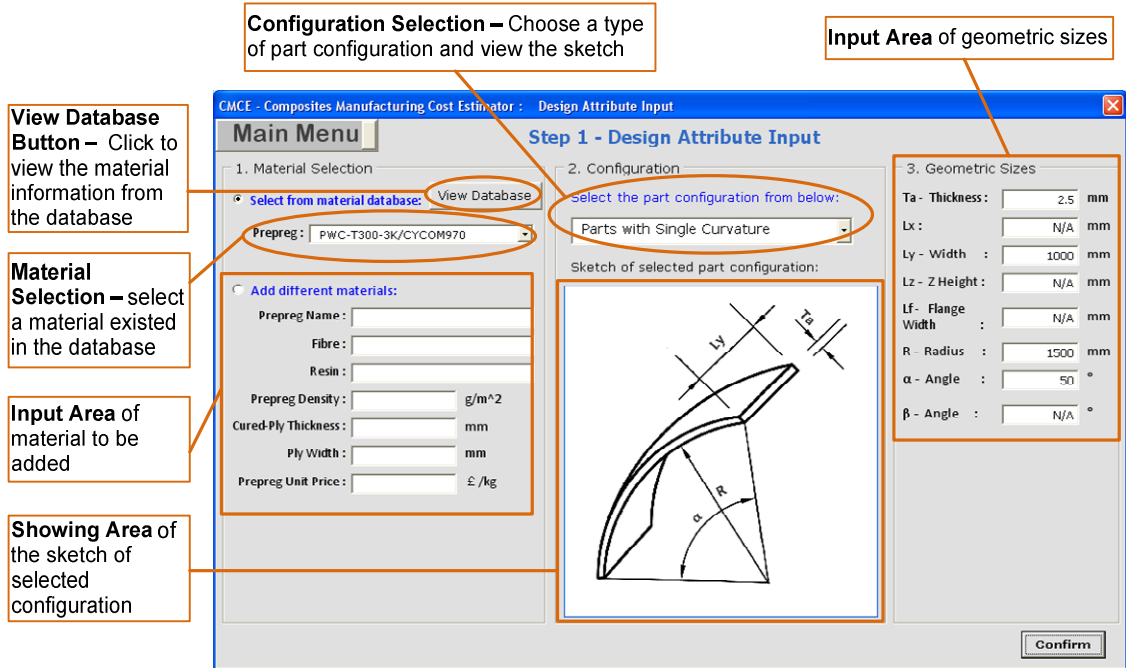 Configuration Selection – Choose a type
of part configuration and view the sketch
Input Area of geometric sizes
View Database
Button – Click to
view the material
information from
the database
Material
Selection – select
a material existed
in the database
Input Area of
material to be
added
Showing Area of
the sketch of
selected
configuration
CMCE - Composites Manufacturing Cost Estimator : Design Attribute Input
Main Menu
Step 1 - Design Attribute Input
1. Material Selection
Select from material database:
View Database
Prepreg : PWC-T300-3K/CYCOM970
Add different materials:
Prepreg Name :
Fibre :
Resin :
Prepreg Density : g/m^2
Cured-Ply Thickness : mm
Ply Width : mm
Prepreg Unit Price : £ /kg
2. Configuration
Select the part configuration from below:
Parts with Single Curvature
Sketch of selected part configuration:
Ly
Ta
R
α
3. Geometric Sizes
Ta - Thickness : 2.5 mm
Lx : N/A mm
Ly - Width : 1000 mm
Lz - Z Height : N/A mm
Lf - Flange
Width : N/A mm
R - Radius : 1500 mm
α - Angle : 50 °
β - Angle : N/A °
Confirm